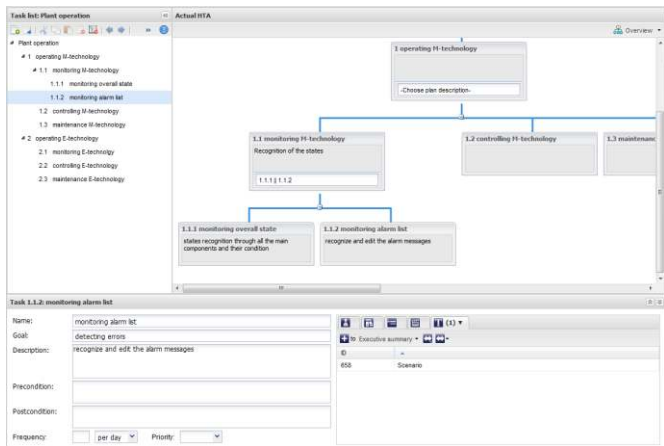 Task list: Plant operation
Actual HTA
Overview
Plant operation
1 operating M-technology
1.1 monitoring M-technology
1.1.1 monitoring overall state
1.1.2 monitoring alarm list
1.2 controlling M-technology
1.3 maintenance M-technology
2 operating E-technology
2.1 monitoring E-technology
2.2 controlling E-technology
2.3 maintenance E-technology
1 operating M-technology
-Choose plan description-
1.1 monitoring M-technology
Recognition of the states
1.1.1 || 1.1.2
1.2 controlling M-technology
1.3 maintenanc
1.1.1 monitoring overall state
states recognition through all the main
components and their condition
1.1.2 monitoring alarm list
recognize and edit the alarm messages
Task 1.1.2: monitoring alarm list
Name: monitoring alarm list
Goal: detecting errors
Description: recognize and edit the alarm messages
Precondition:
Postcondition:
Frequency per day Priority:
(1)
to Executive summary
ID
658 Scenario